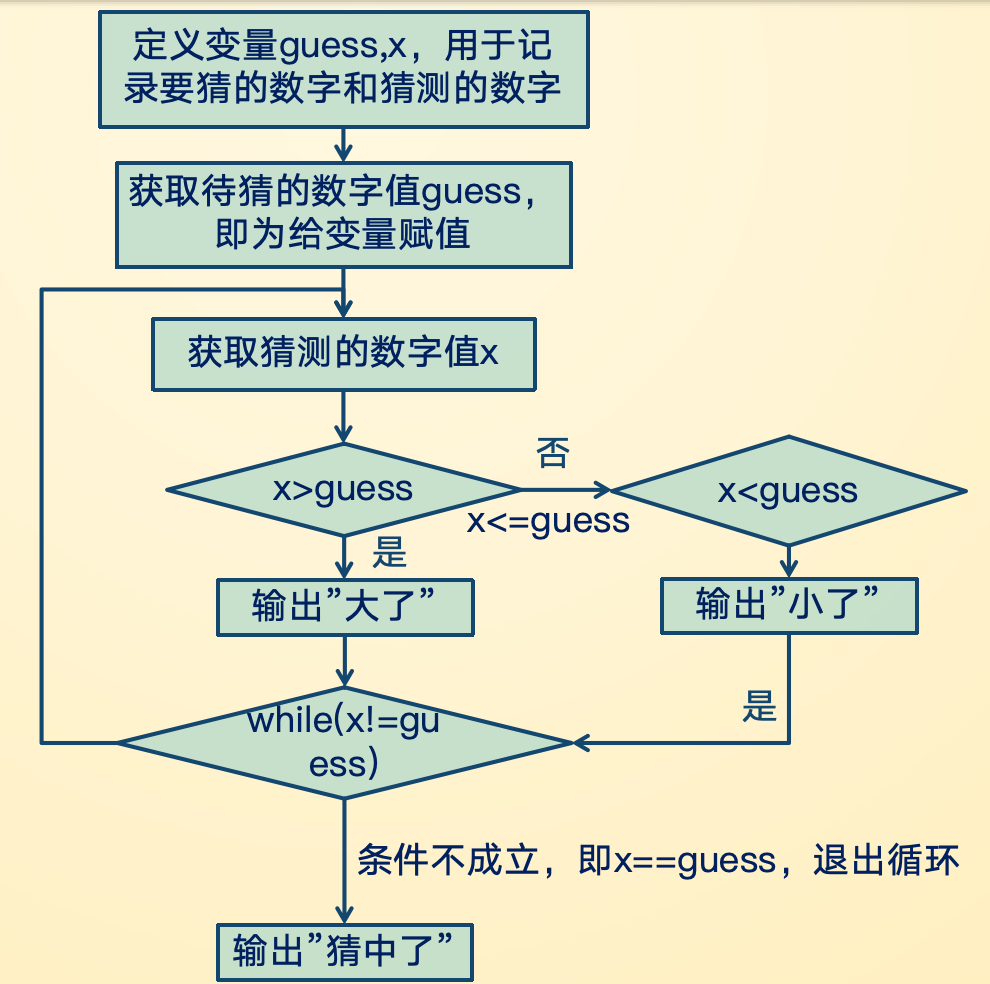 定义变量guess,x，用于记
录要猜的数字和猜测的数字
获取待猜的数字值guess，
即为给变量赋值
获取猜测的数字值x
x>guess
否
x<=guess
x<guess
是
输出”大了”
输出”小了”
是
while(x!=gu
ess)
条件不成立，即x==guess，退出循环
输出”猜中了”